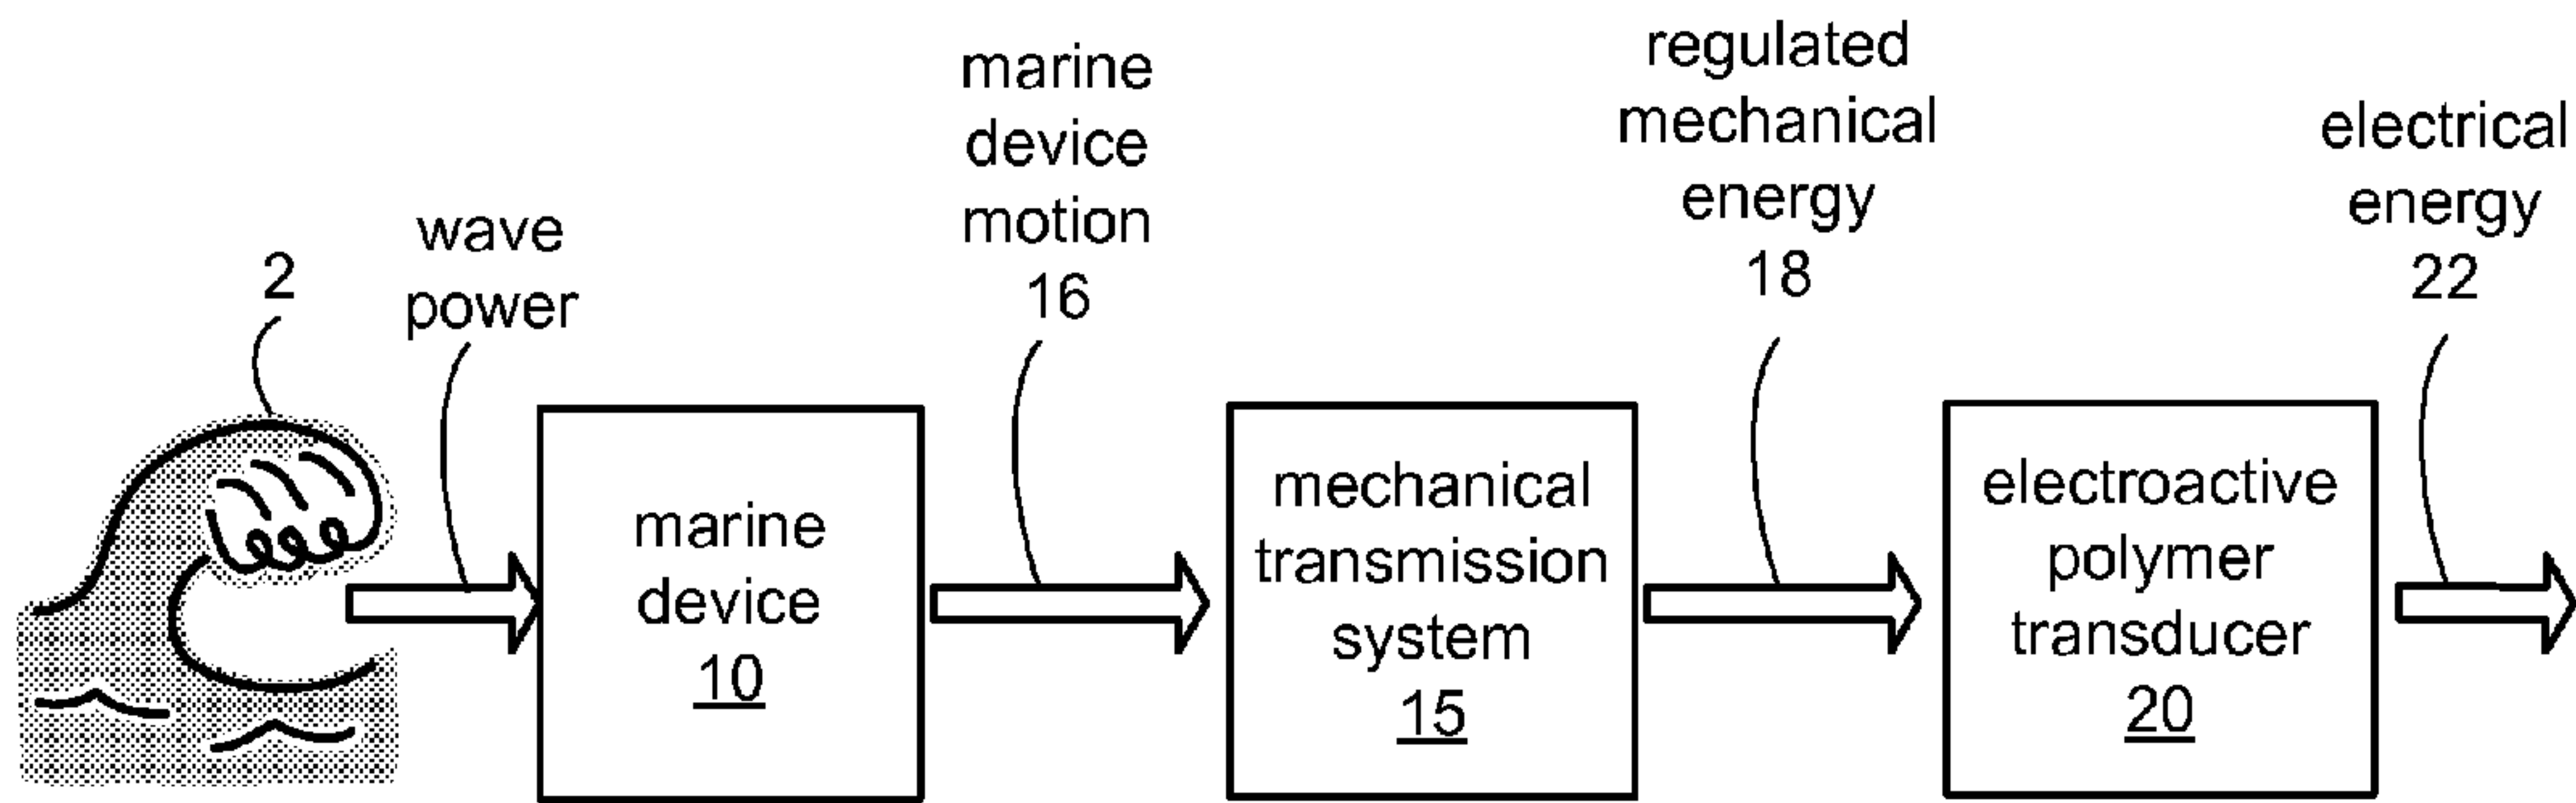 2
wave
power
marine
device
motion
16
regulated
mechanical
energy
18
electrical
energy
22
marine
device
10
mechanical
transmission
system
15
electroactive
polymer
transducer
20